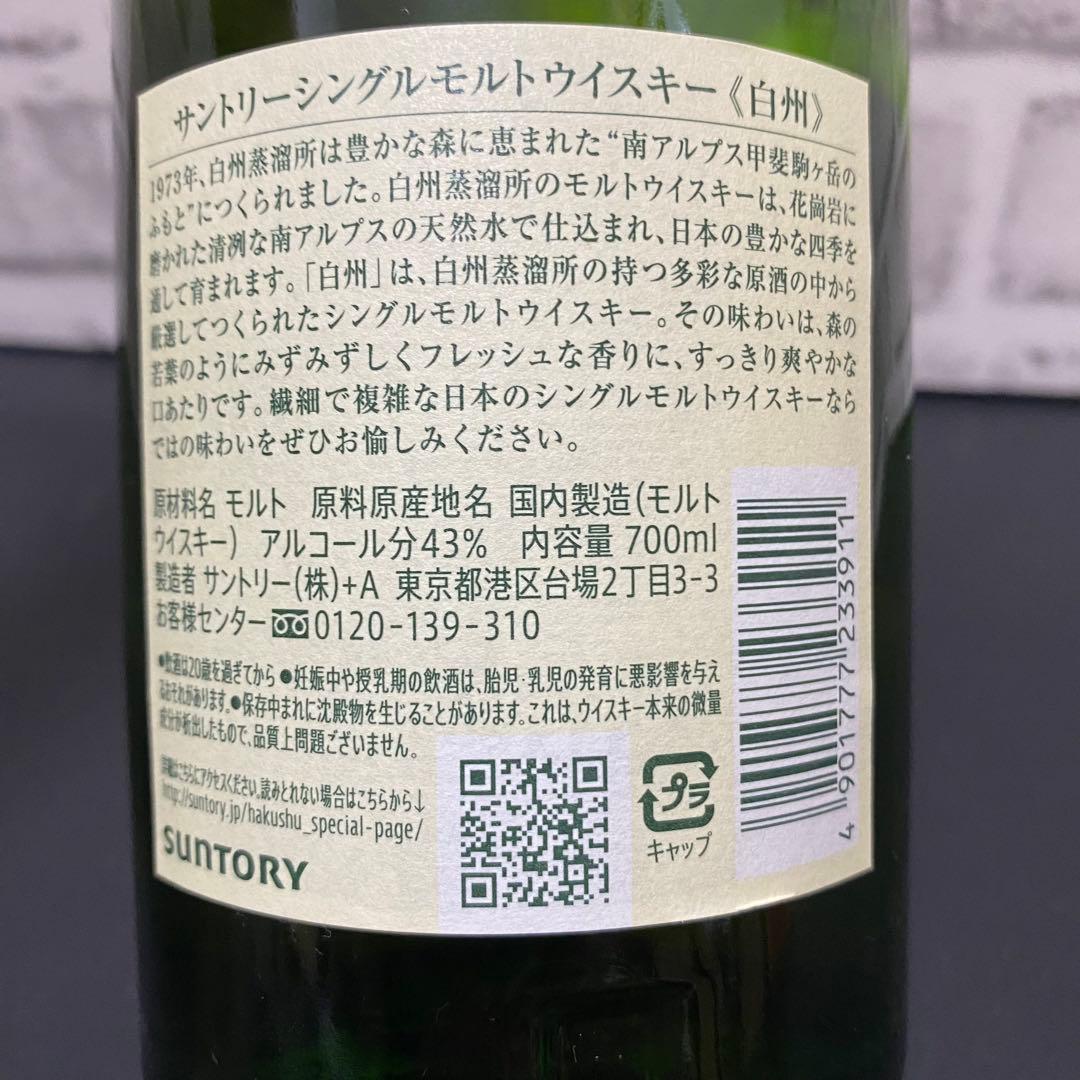 サントリーシングルモルトウイスキー《白州》
1973年、白州蒸溜所は豊かな森に恵まれた“南アルプス甲斐駒ヶ岳の
ふもと”につくられました。白州蒸溜所のモルトウイスキーは、花崗岩に
磨かれた清冽な南アルプスの天然水で仕込まれ、日本の豊かな四季を
通して育まれます。「白州」は、白州蒸溜所の持つ多彩な原酒の中から
厳選してつくられたシングルモルトウイスキー。その味わいは、森の
若葉のようにみずみずしくフレッシュな香りに、すっきり爽やかな
口あたりです。繊細で複雑な日本のシングルモルトウイスキーなら
ではの味わいをぜひお愉しみください。
原材料名 モルト 原料原産地名 国内製造(モルト
ウイスキー) アルコール分43% 内容量 700ml
製造者 サントリー(株)+A 東京都港区台場2丁目3-3
お客様センター 0120-139-310
●飲酒は20歳を過ぎてから ●妊娠中や授乳期の飲酒は、胎児・乳児の発育に悪影響を与え
るおそれがあります。●保存中まれに沈殿物を生じることがあります。これは、ウイスキー本来の微量
成分が析出したもので、品質上問題ございません。
詳細はこちらにアクセスください。読みとれない場合はこちらから↓
http://suntory.jp/hakushu_special-page/
SUNTORY
プラ
キャップ
4 901777 233911